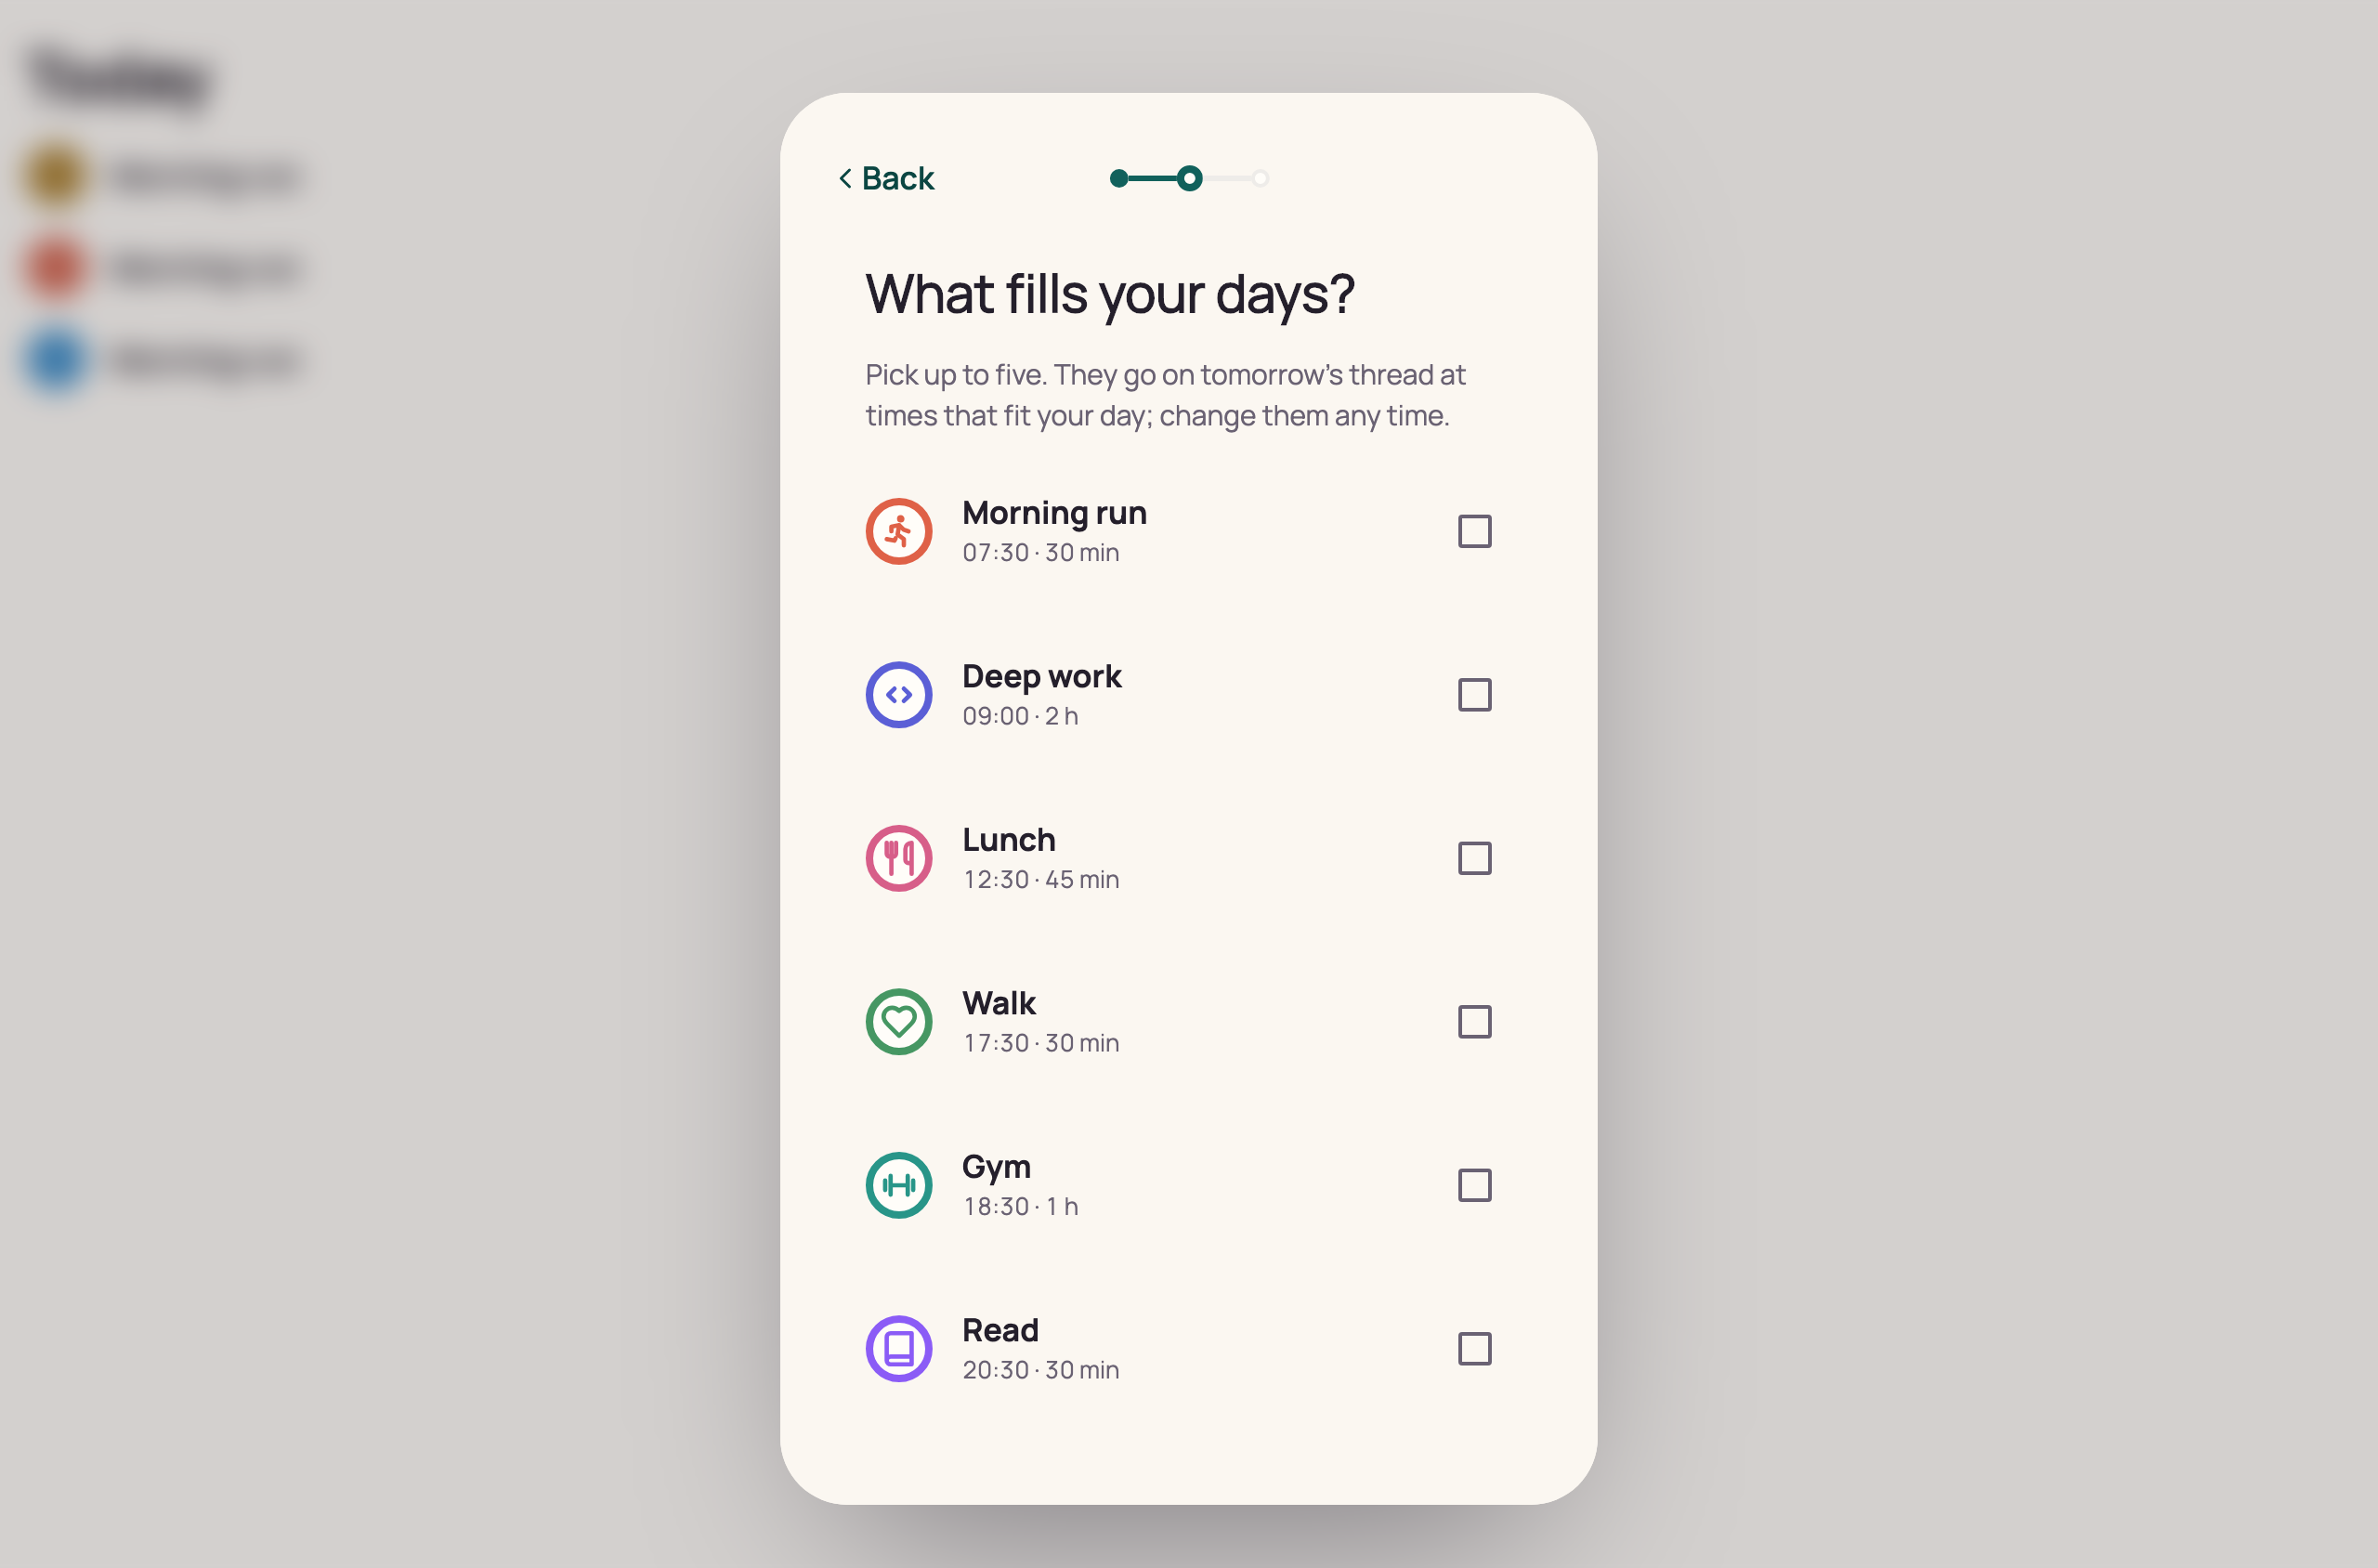 Today
Back
What fills your days?
Pick up to five. They go on tomorrow’s thread at
times that fit your day; change them any time.
Morning run
07:30 · 30 min
Deep work
09:00 · 2 h
Lunch
12:30 · 45 min
Walk
17:30 · 30 min
Gym
18:30 · 1 h
Read
20:30 · 30 min